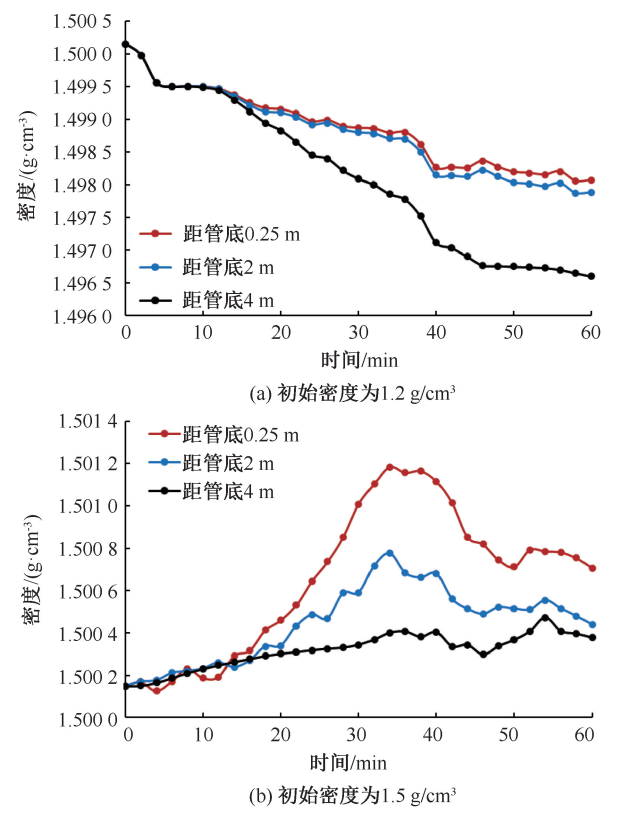 1.500 5
1.500 0
1.499 5
1.499 0
1.498 5
1.498 0
1.497 5
1.497 0
1.496 5
1.496 0
密度/(g·cm⁻³)
距管底0.25 m
距管底2 m
距管底4 m
0 10 20 30 40 50 60
时间/min
(a) 初始密度为1.2 g/cm³
1.501 4
1.501 2
1.501 0
1.500 8
1.500 6
1.500 4
1.500 2
1.500 0
密度/(g·cm⁻³)
距管底0.25 m
距管底2 m
距管底4 m
0 10 20 30 40 50 60
时间/min
(b) 初始密度为1.5 g/cm³